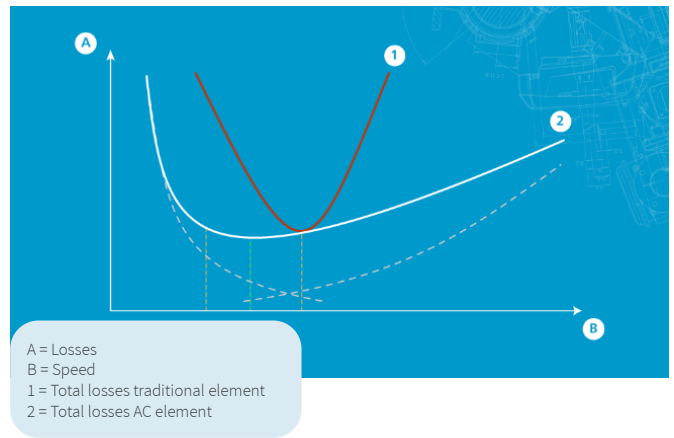 A
1
2
B
A = Losses
B = Speed
1 = Total losses traditional element
2 = Total losses AC element